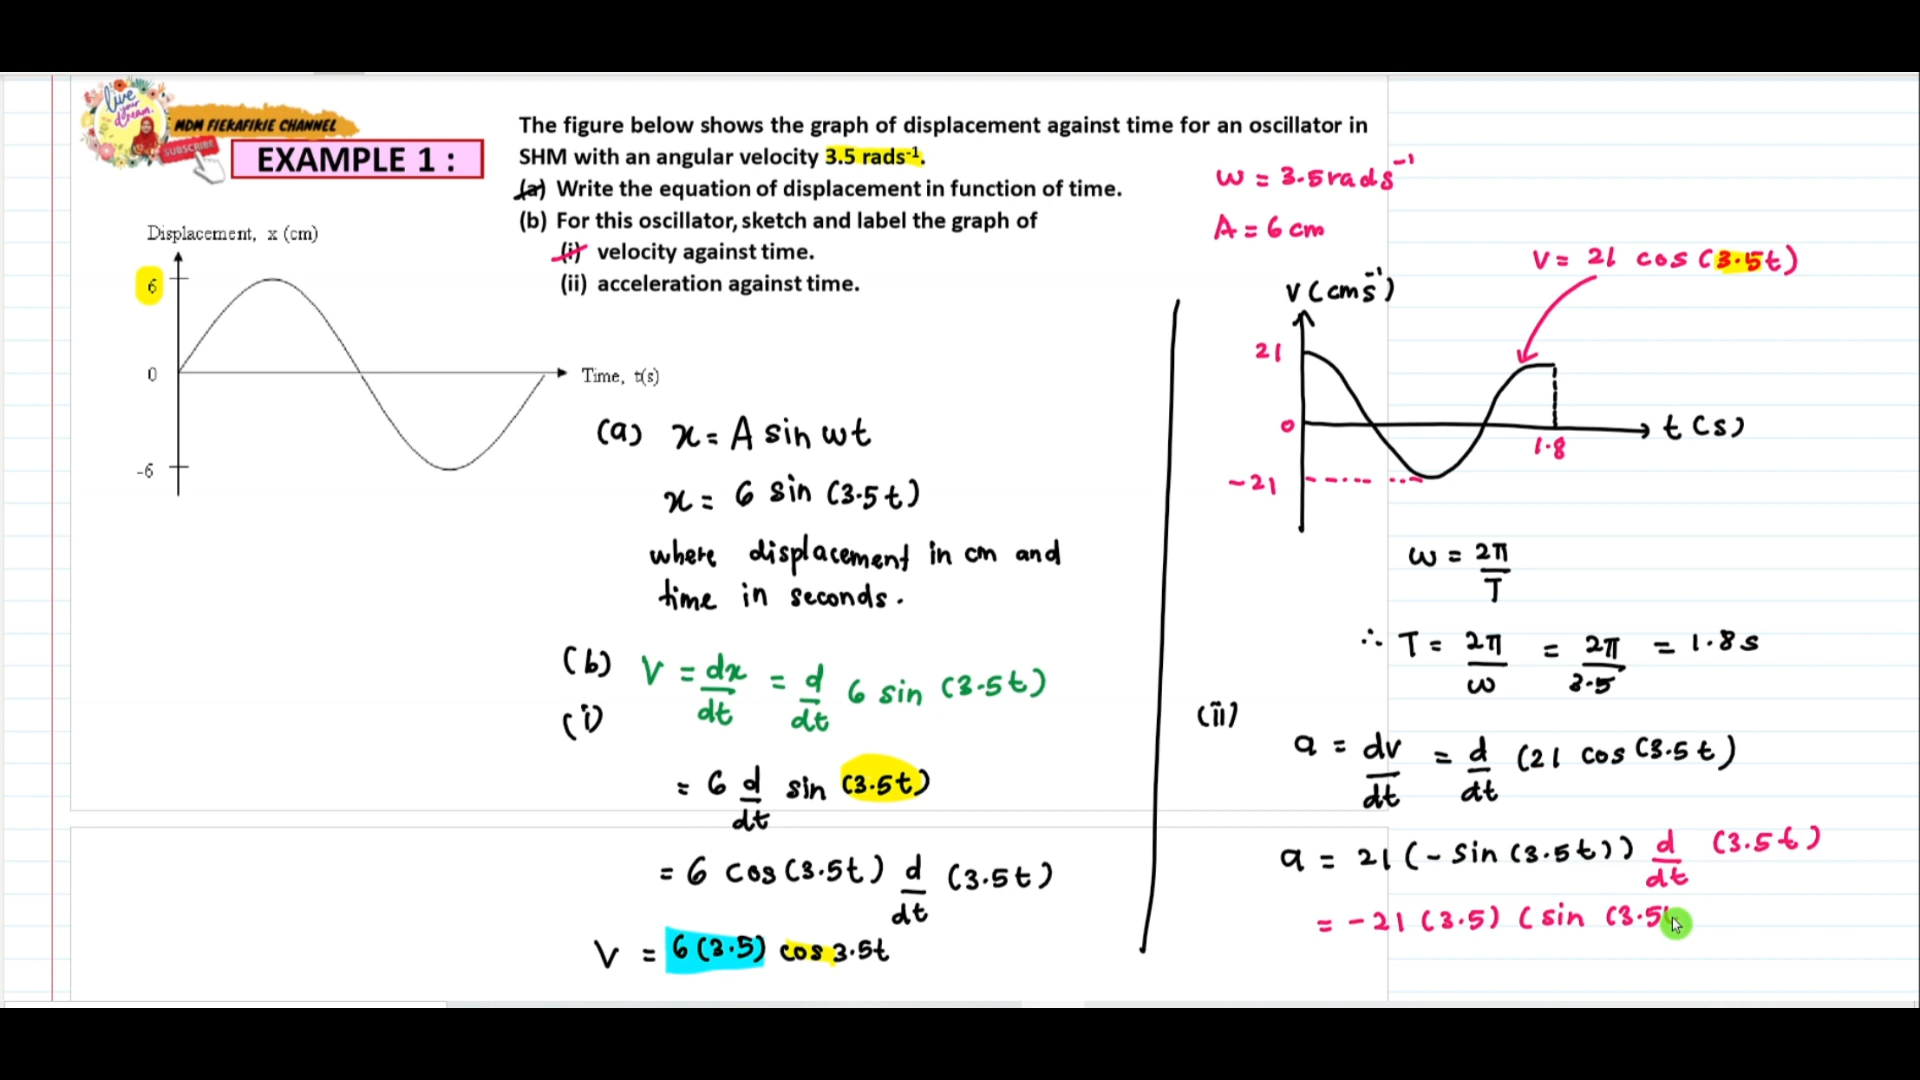 live
your
dream.
MDM FIEKAFIKIE CHANNEL
SUBSCRIBE
EXAMPLE 1 :
The figure below shows the graph of displacement against time for an oscillator in
SHM with an angular velocity 3.5 rads⁻¹.
(a) Write the equation of displacement in function of time.
(b) For this oscillator, sketch and label the graph of
(i) velocity against time.
(ii) acceleration against time.
Displacement, x (cm)
6
0
-6
Time, t(s)
(a) x = A sin ωt
x = 6 sin (3.5t)
where displacement in cm and
time in seconds.
(b) V = dx/dt = d/dt 6 sin (3.5t)
(i)
= 6 d/dt sin (3.5t)
= 6 cos (3.5t) d/dt (3.5t)
V = 6(3.5) cos 3.5t
ω = 3.5 rads⁻¹
A = 6 cm
V = 21 cos (3.5t)
V (cms⁻¹)
21
0
-21
1.8
t (s)
ω = 2π/T
∴ T = 2π/ω = 2π/3.5 = 1.8s
(ii)
a = dv/dt = d/dt (21 cos (3.5t)
a = 21 (- sin (3.5t)) d/dt (3.5t)
= -21 (3.5) (sin (3.5t